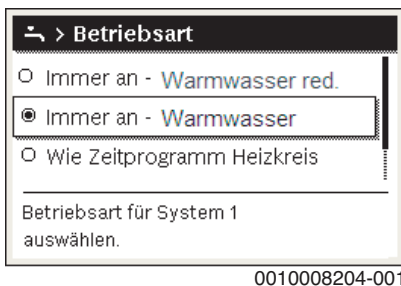 > Betriebsart
Immer an - Warmwasser red.
Immer an - Warmwasser
Wie Zeitprogramm Heizkreis
Betriebsart für System 1
auswählen.
0010008204-001